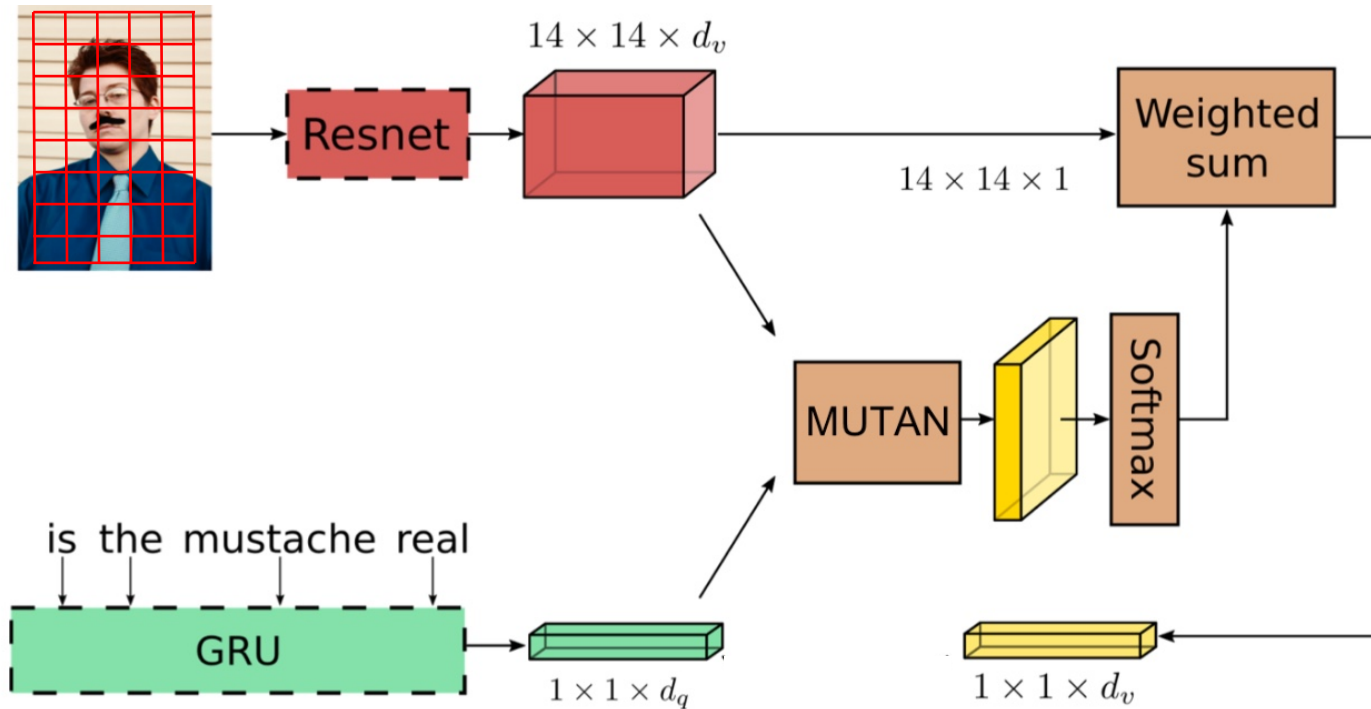 14 × 14 × d_v
Resnet
Weighted
sum
14 × 14 × 1
MUTAN
Softmax
is the mustache real
GRU
1 × 1 × d_q
1 × 1 × d_v